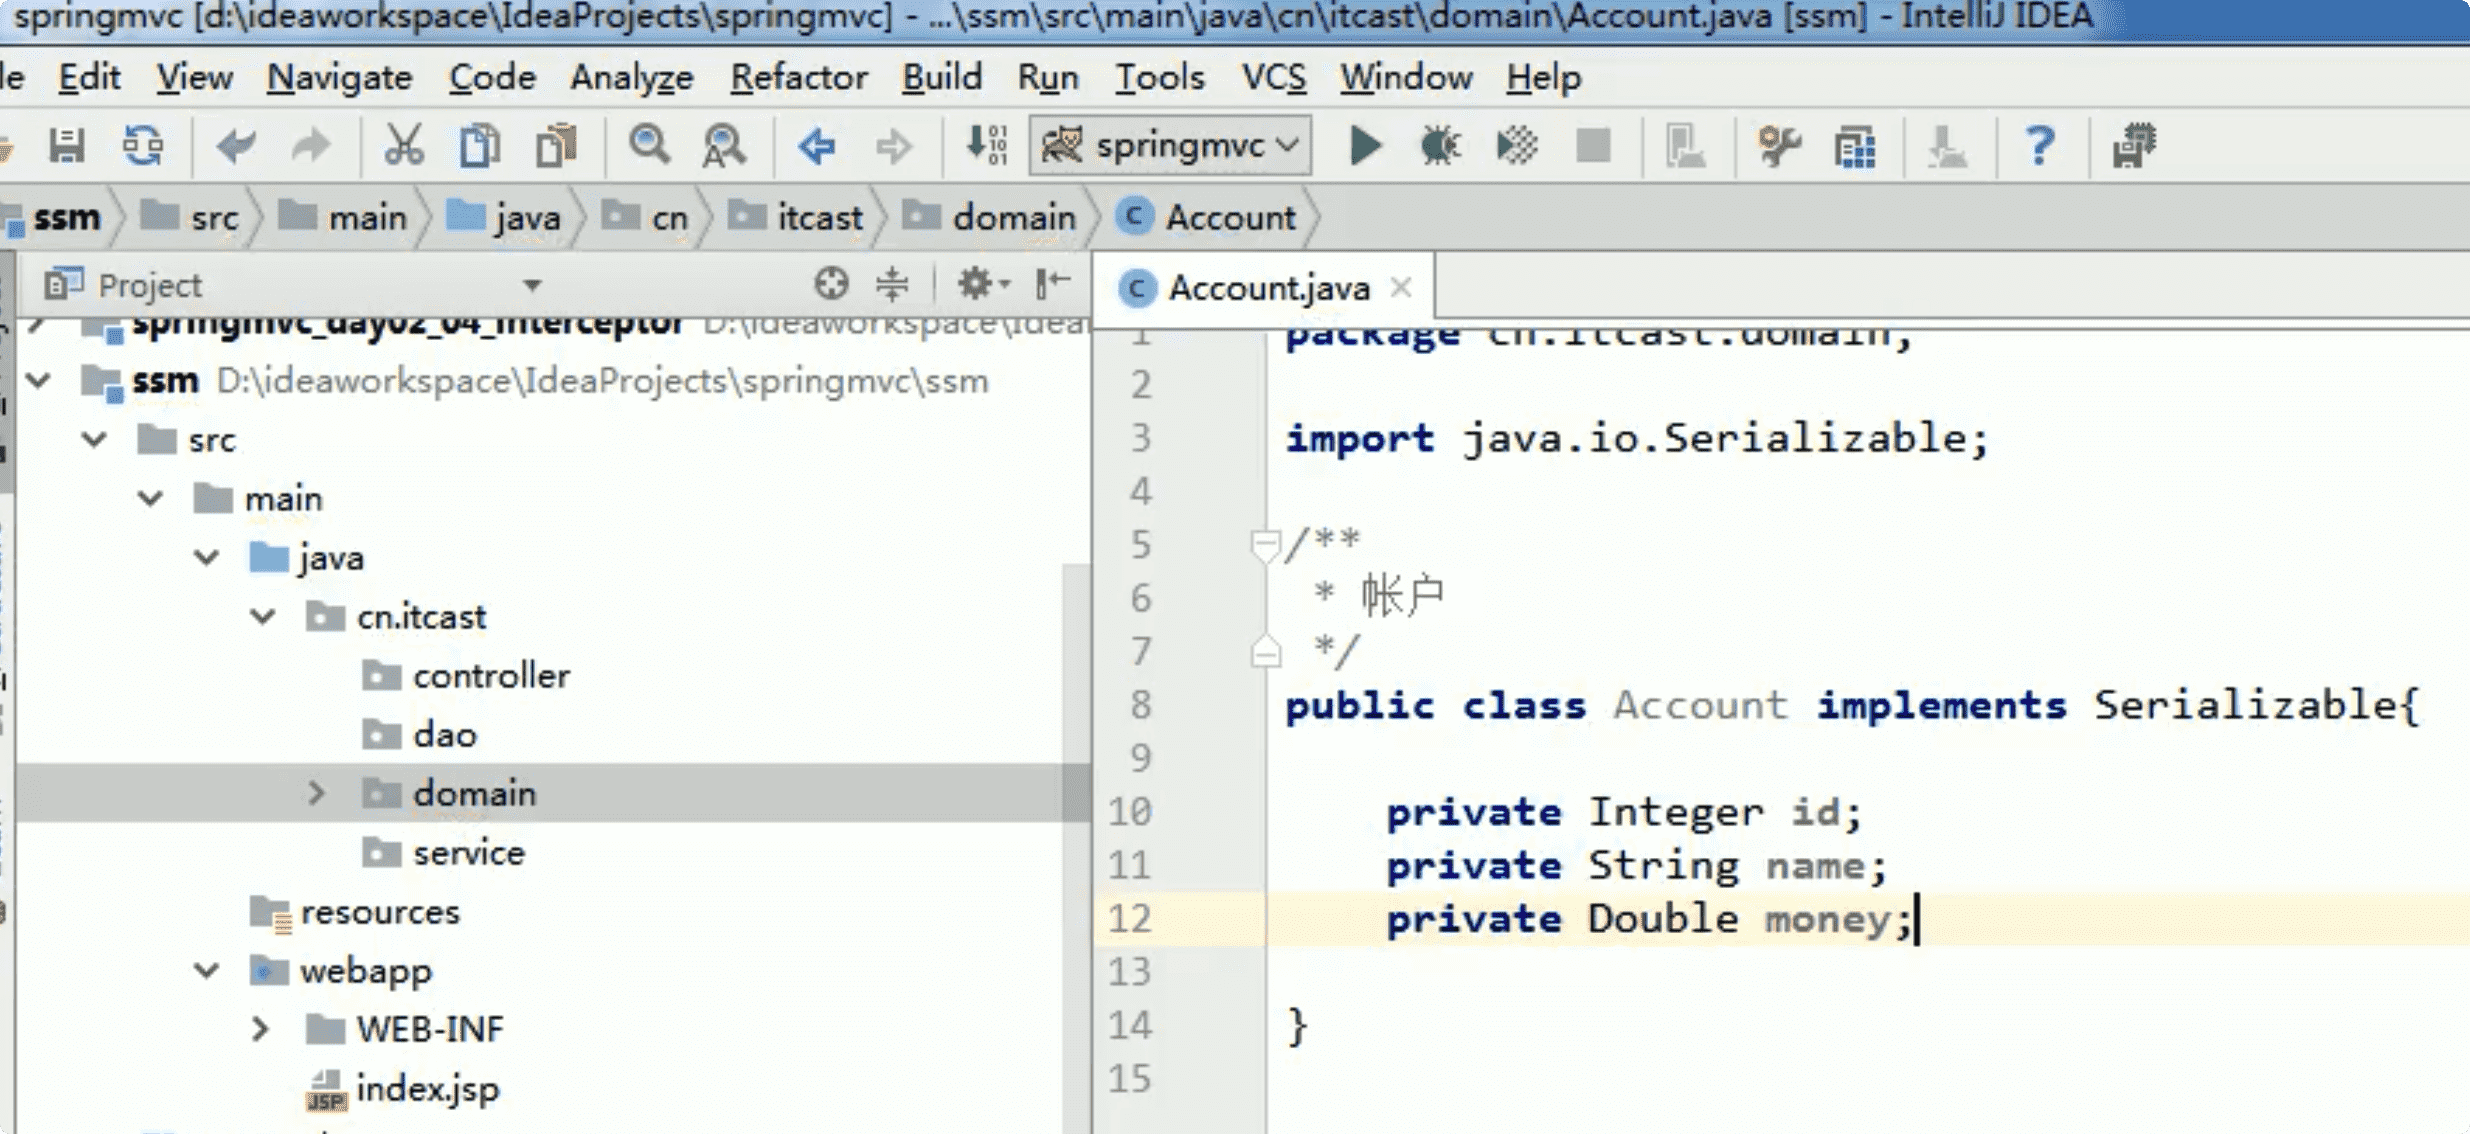 springmvc [d:\ideaworkspace\IdeaProjects\springmvc] - ...\ssm\src\main\java\cn\itcast\domain\Account.java [ssm] - IntelliJ IDEA
le Edit View Navigate Code Analyze Refactor Build Run Tools VCS Window Help
springmvc
ssm src main java cn itcast domain Account
Project
springmvc_day02_04_interceptor D:\ideaworkspace\Ideal
ssm D:\ideaworkspace\IdeaProjects\springmvc\ssm
src
main
java
cn.itcast
controller
dao
domain
service
resources
webapp
WEB-INF
JSP index.jsp
Account.java
1 package cn.itcast.domain;
2
3 import java.io.Serializable;
4
5 /**
6 * 帐户
7 */
8 public class Account implements Serializable{
9
10 private Integer id;
11 private String name;
12 private Double money;
13
14 }
15